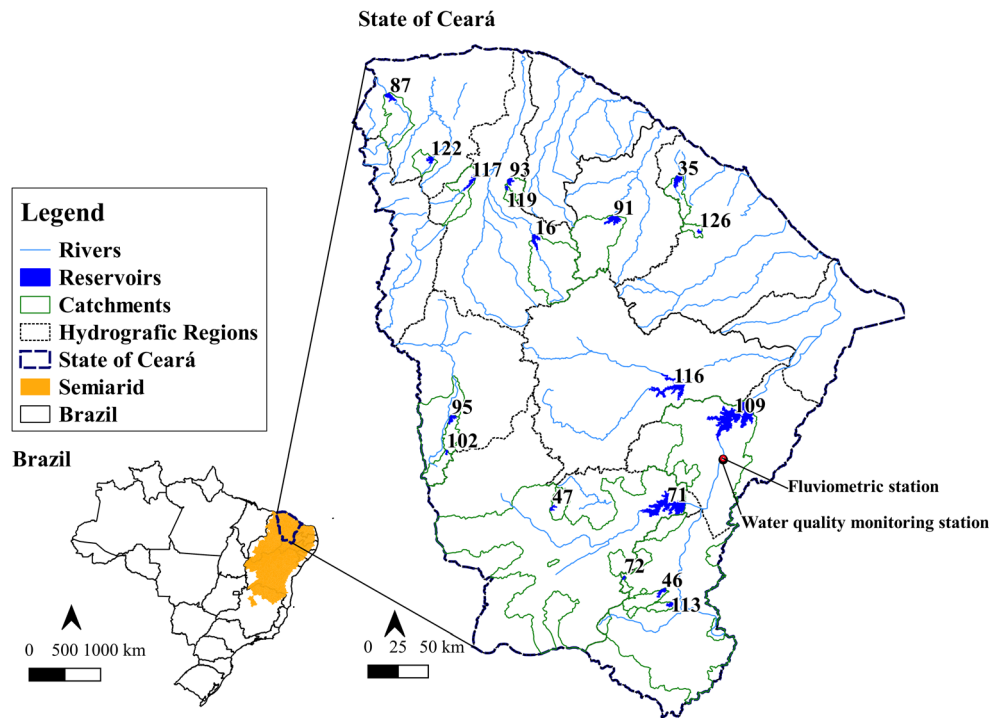 State of Ceará
87
122
117
93
119
16
91
35
126
Legend
Rivers
Reservoirs
Catchments
Hydrografic Regions
State of Ceará
Semiarid
Brazil
116
109
95
102
Brazil
47
71
Fluviometric station
Water quality monitoring station
72
46
113
0 500 1000 km
0 25 50 km